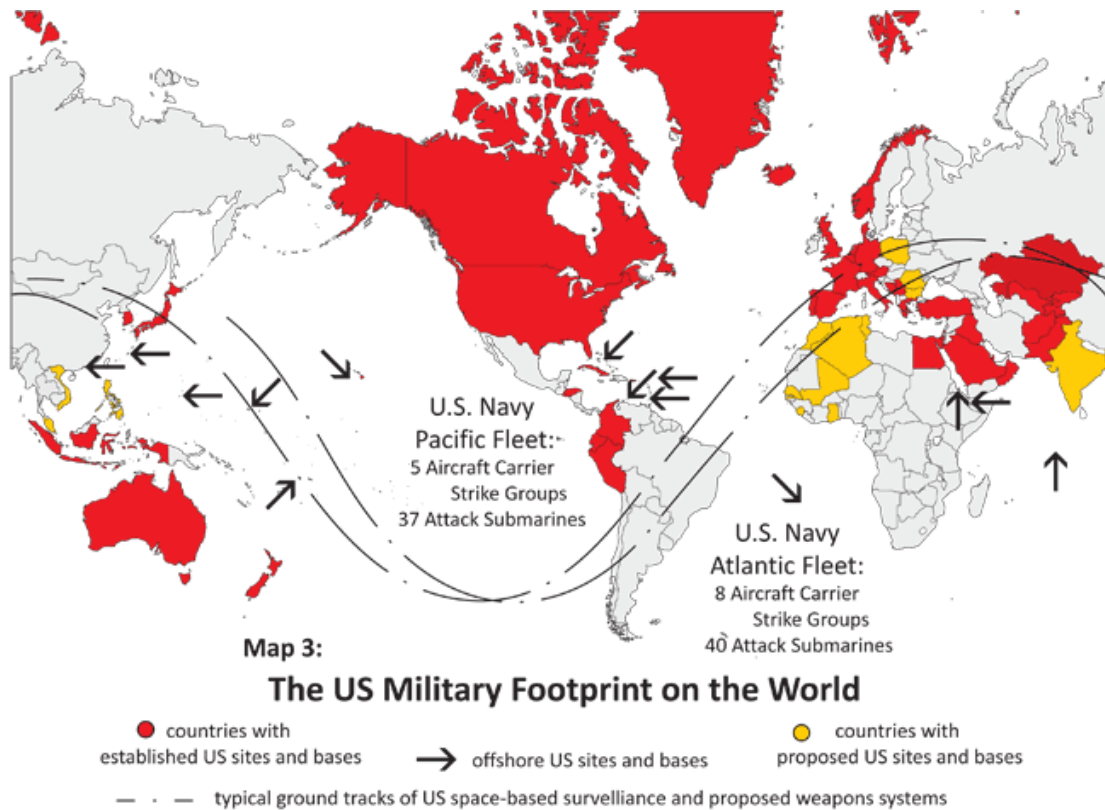 U.S. Navy
Pacific Fleet:
5 Aircraft Carrier
Strike Groups
37 Attack Submarines
U.S. Navy
Atlantic Fleet:
8 Aircraft Carrier
Strike Groups
40 Attack Submarines
Map 3:
The US Military Footprint on the World
countries with
established US sites and bases
offshore US sites and bases
countries with
proposed US sites and bases
typical ground tracks of US space-based survelliance and proposed weapons systems